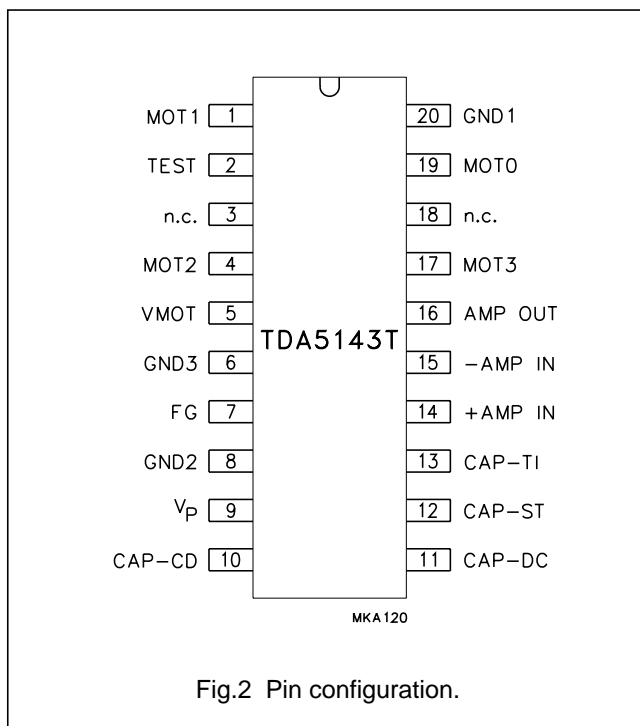 MOT1 1 20 GND1
TEST 2 19 MOT0
n.c. 3 18 n.c.
MOT2 4 17 MOT3
VMOT 5 16 AMP OUT
TDA5143T
GND3 6 15 -AMP IN
FG 7 14 +AMP IN
GND2 8 13 CAP-TI
VP 9 12 CAP-ST
CAP-CD 10 11 CAP-DC
MKA120
Fig.2 Pin configuration.